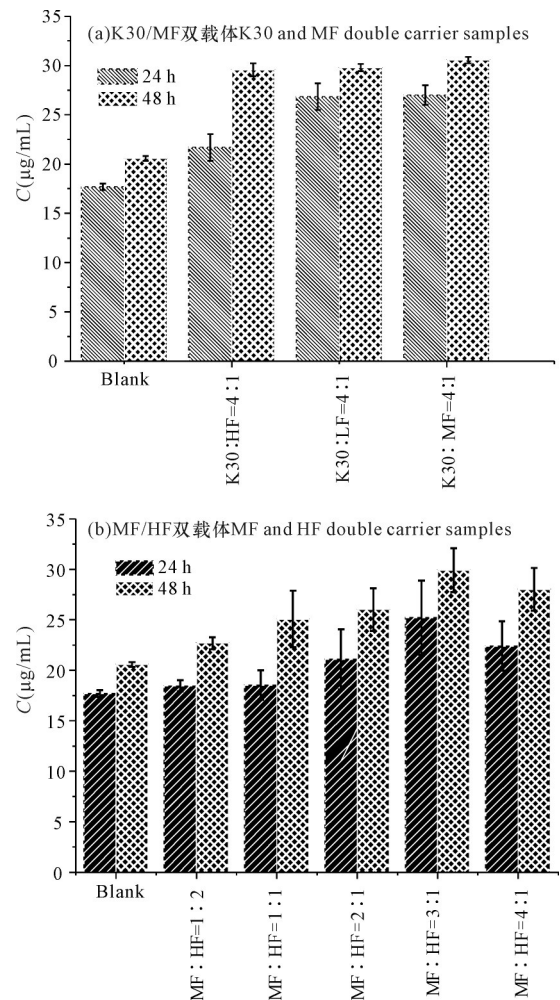 (a)K30/MF双载体K30 and MF double carrier samples
24 h
48 h
C(μg/mL)
35
30
25
20
15
10
5
0
Blank
K30∶HF=4∶1
K30∶LF=4∶1
K30∶MF=4∶1
(b)MF/HF双载体MF and HF double carrier samples
24 h
48 h
C(μg/mL)
35
30
25
20
15
10
5
0
Blank
MF∶HF=1∶2
MF∶HF=1∶1
MF∶HF=2∶1
MF∶HF=3∶1
MF∶HF=4∶1